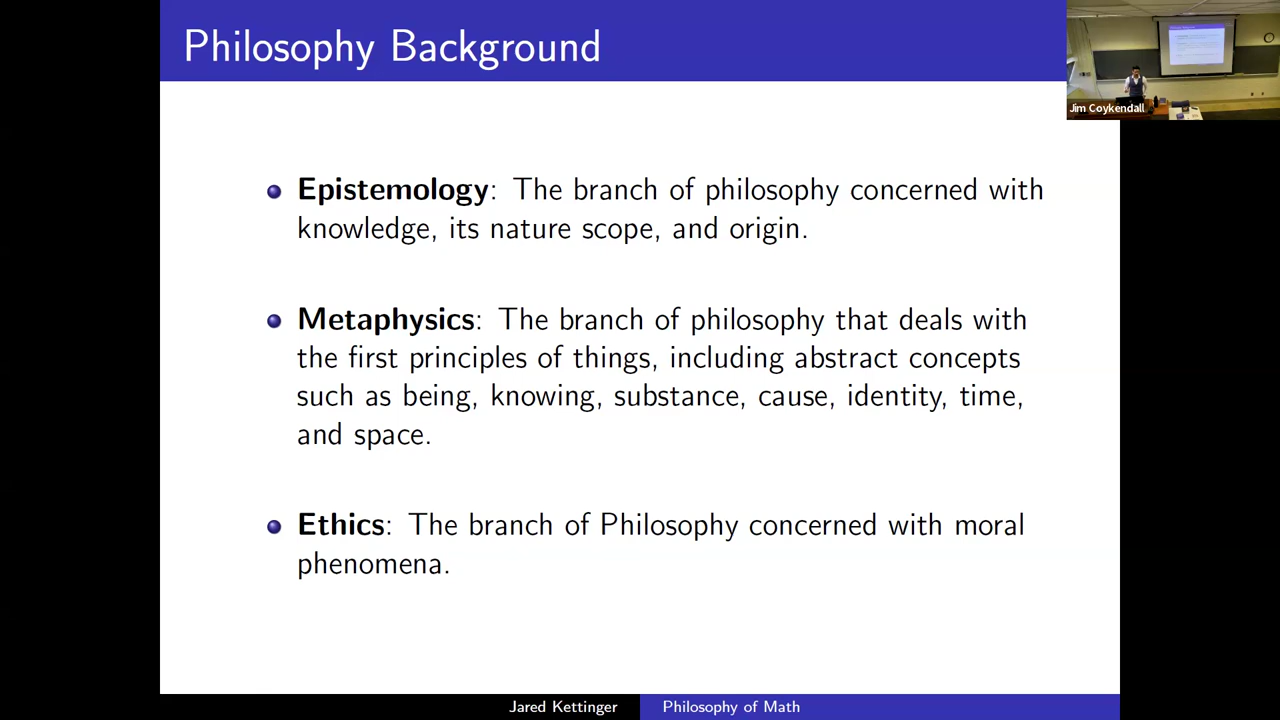 Philosophy Background
Jim Coykendall
Epistemology: The branch of philosophy concerned with
knowledge, its nature scope, and origin.
Metaphysics: The branch of philosophy that deals with
the first principles of things, including abstract concepts
such as being, knowing, substance, cause, identity, time,
and space.
Ethics: The branch of Philosophy concerned with moral
phenomena.
Jared Kettinger
Philosophy of Math